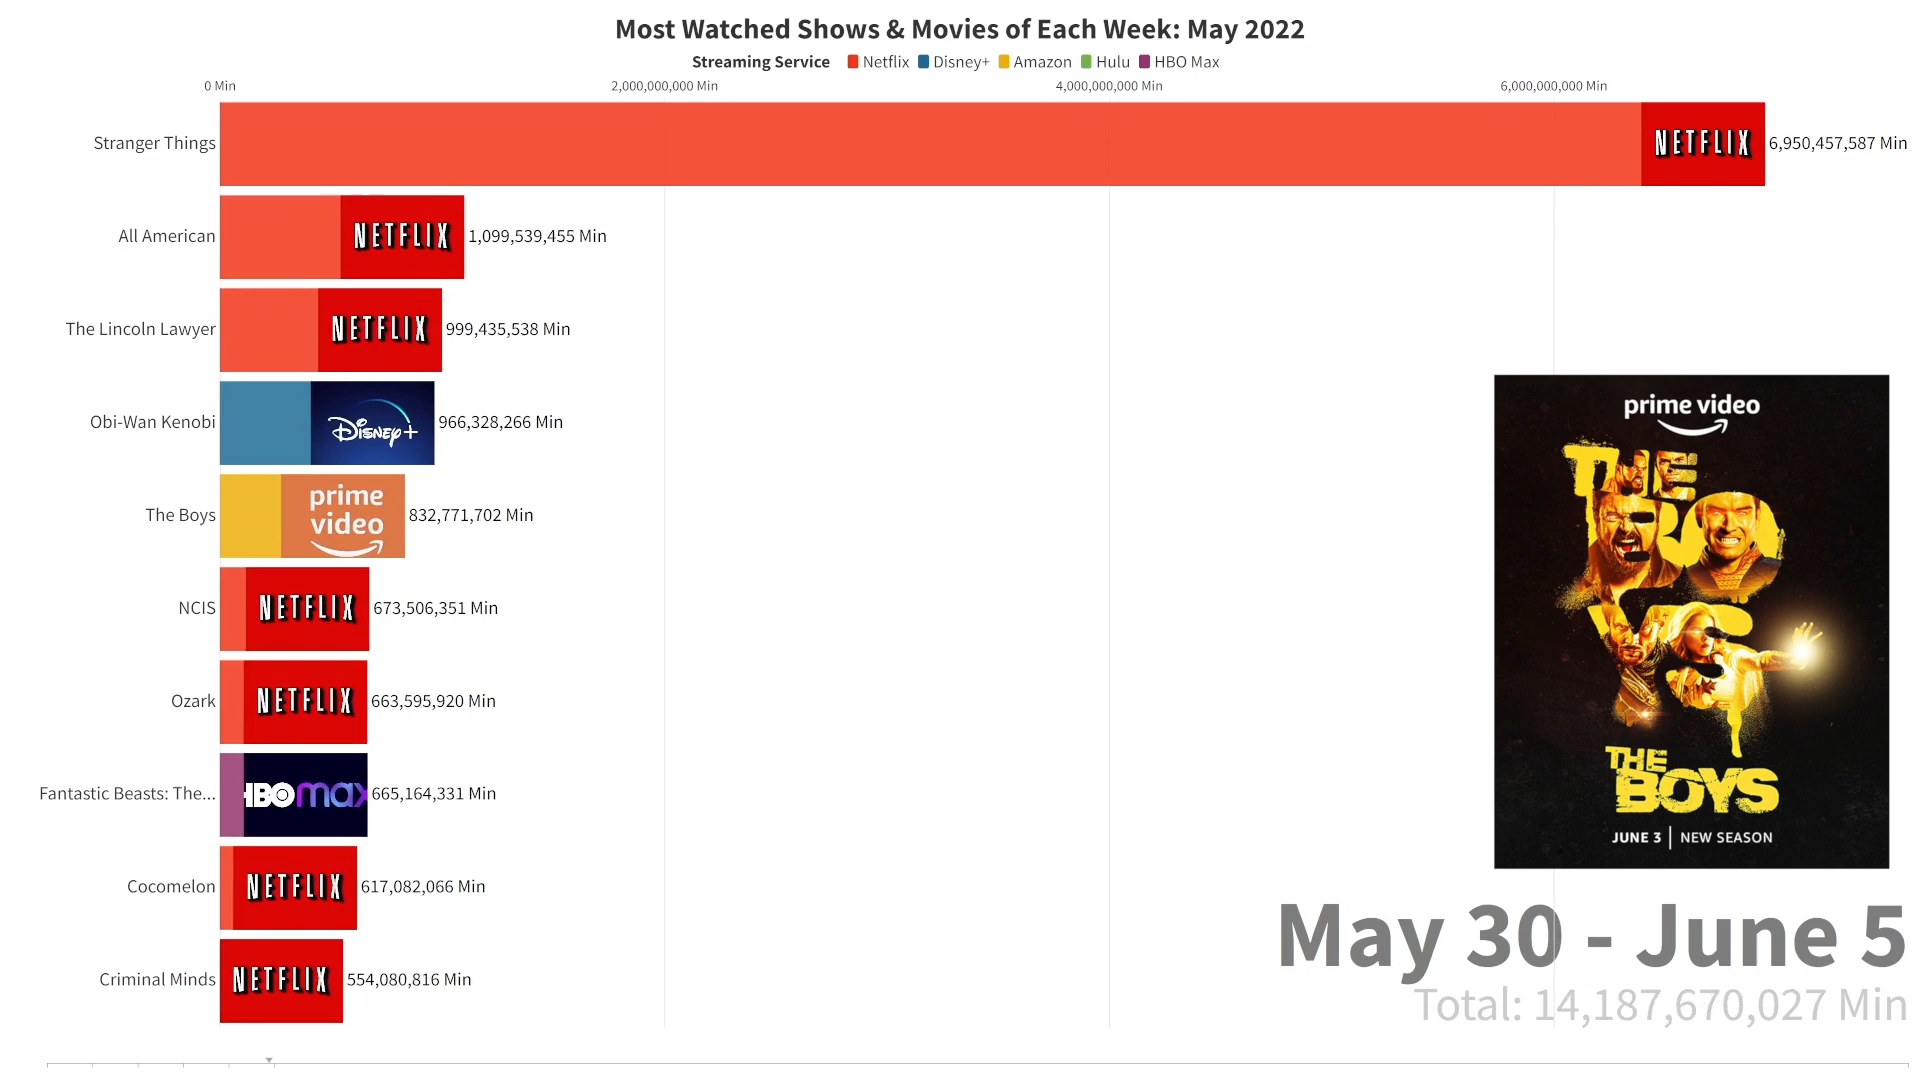 Most Watched Shows & Movies of Each Week: May 2022
Streaming Service Netflix Disney+ Amazon Hulu HBO Max
0 Min 2,000,000,000 Min 4,000,000,000 Min 6,000,000,000 Min
Stranger Things NETFLIX 6,950,457,587 Min
All American NETFLIX 1,099,539,455 Min
The Lincoln Lawyer NETFLIX 999,435,538 Min
Obi-Wan Kenobi Disney+ 966,328,266 Min
The Boys prime video 832,771,702 Min
NCIS NETFLIX 673,506,351 Min
Ozark NETFLIX 663,595,920 Min
Fantastic Beasts: The... HBO max 665,164,331 Min
Cocomelon NETFLIX 617,082,066 Min
Criminal Minds NETFLIX 554,080,816 Min
prime video
THE
BO
YS
THE
BOYS
JUNE 3 | NEW SEASON
May 30 - June 5
Total: 14,187,670,027 Min